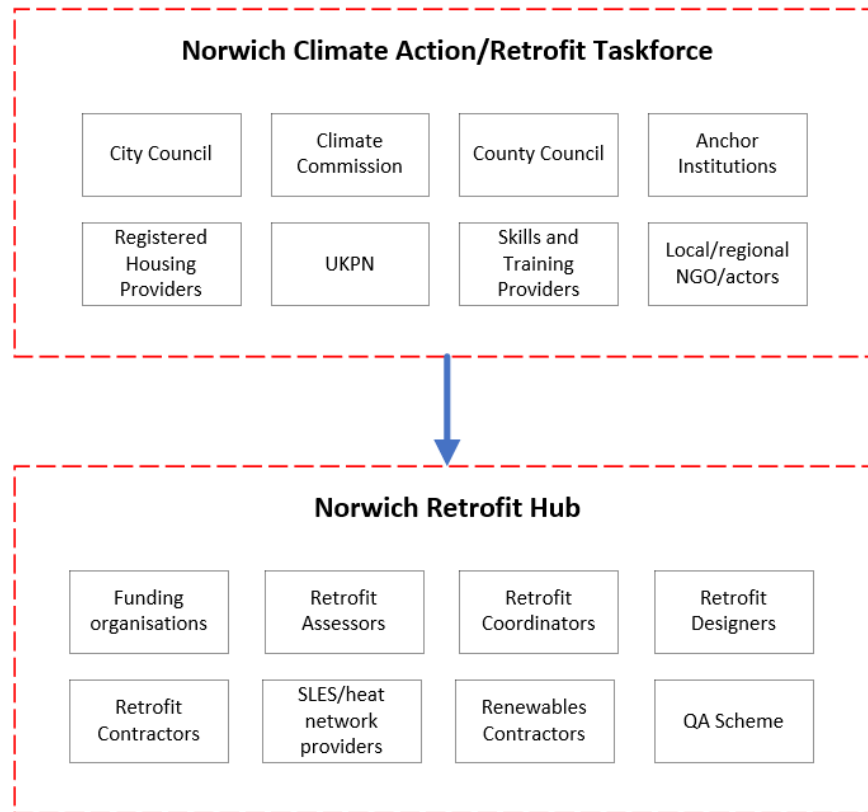 Norwich Climate Action/Retrofit Taskforce
City Council
Climate
Commission
County Council
Anchor
Institutions
Registered
Housing
Providers
UKPN
Skills and
Training
Providers
Local/regional
NGO/actors
Norwich Retrofit Hub
Funding
organisations
Retrofit
Assessors
Retrofit
Coordinators
Retrofit
Designers
Retrofit
Contractors
SLES/heat
network
providers
Renewables
Contractors
QA Scheme